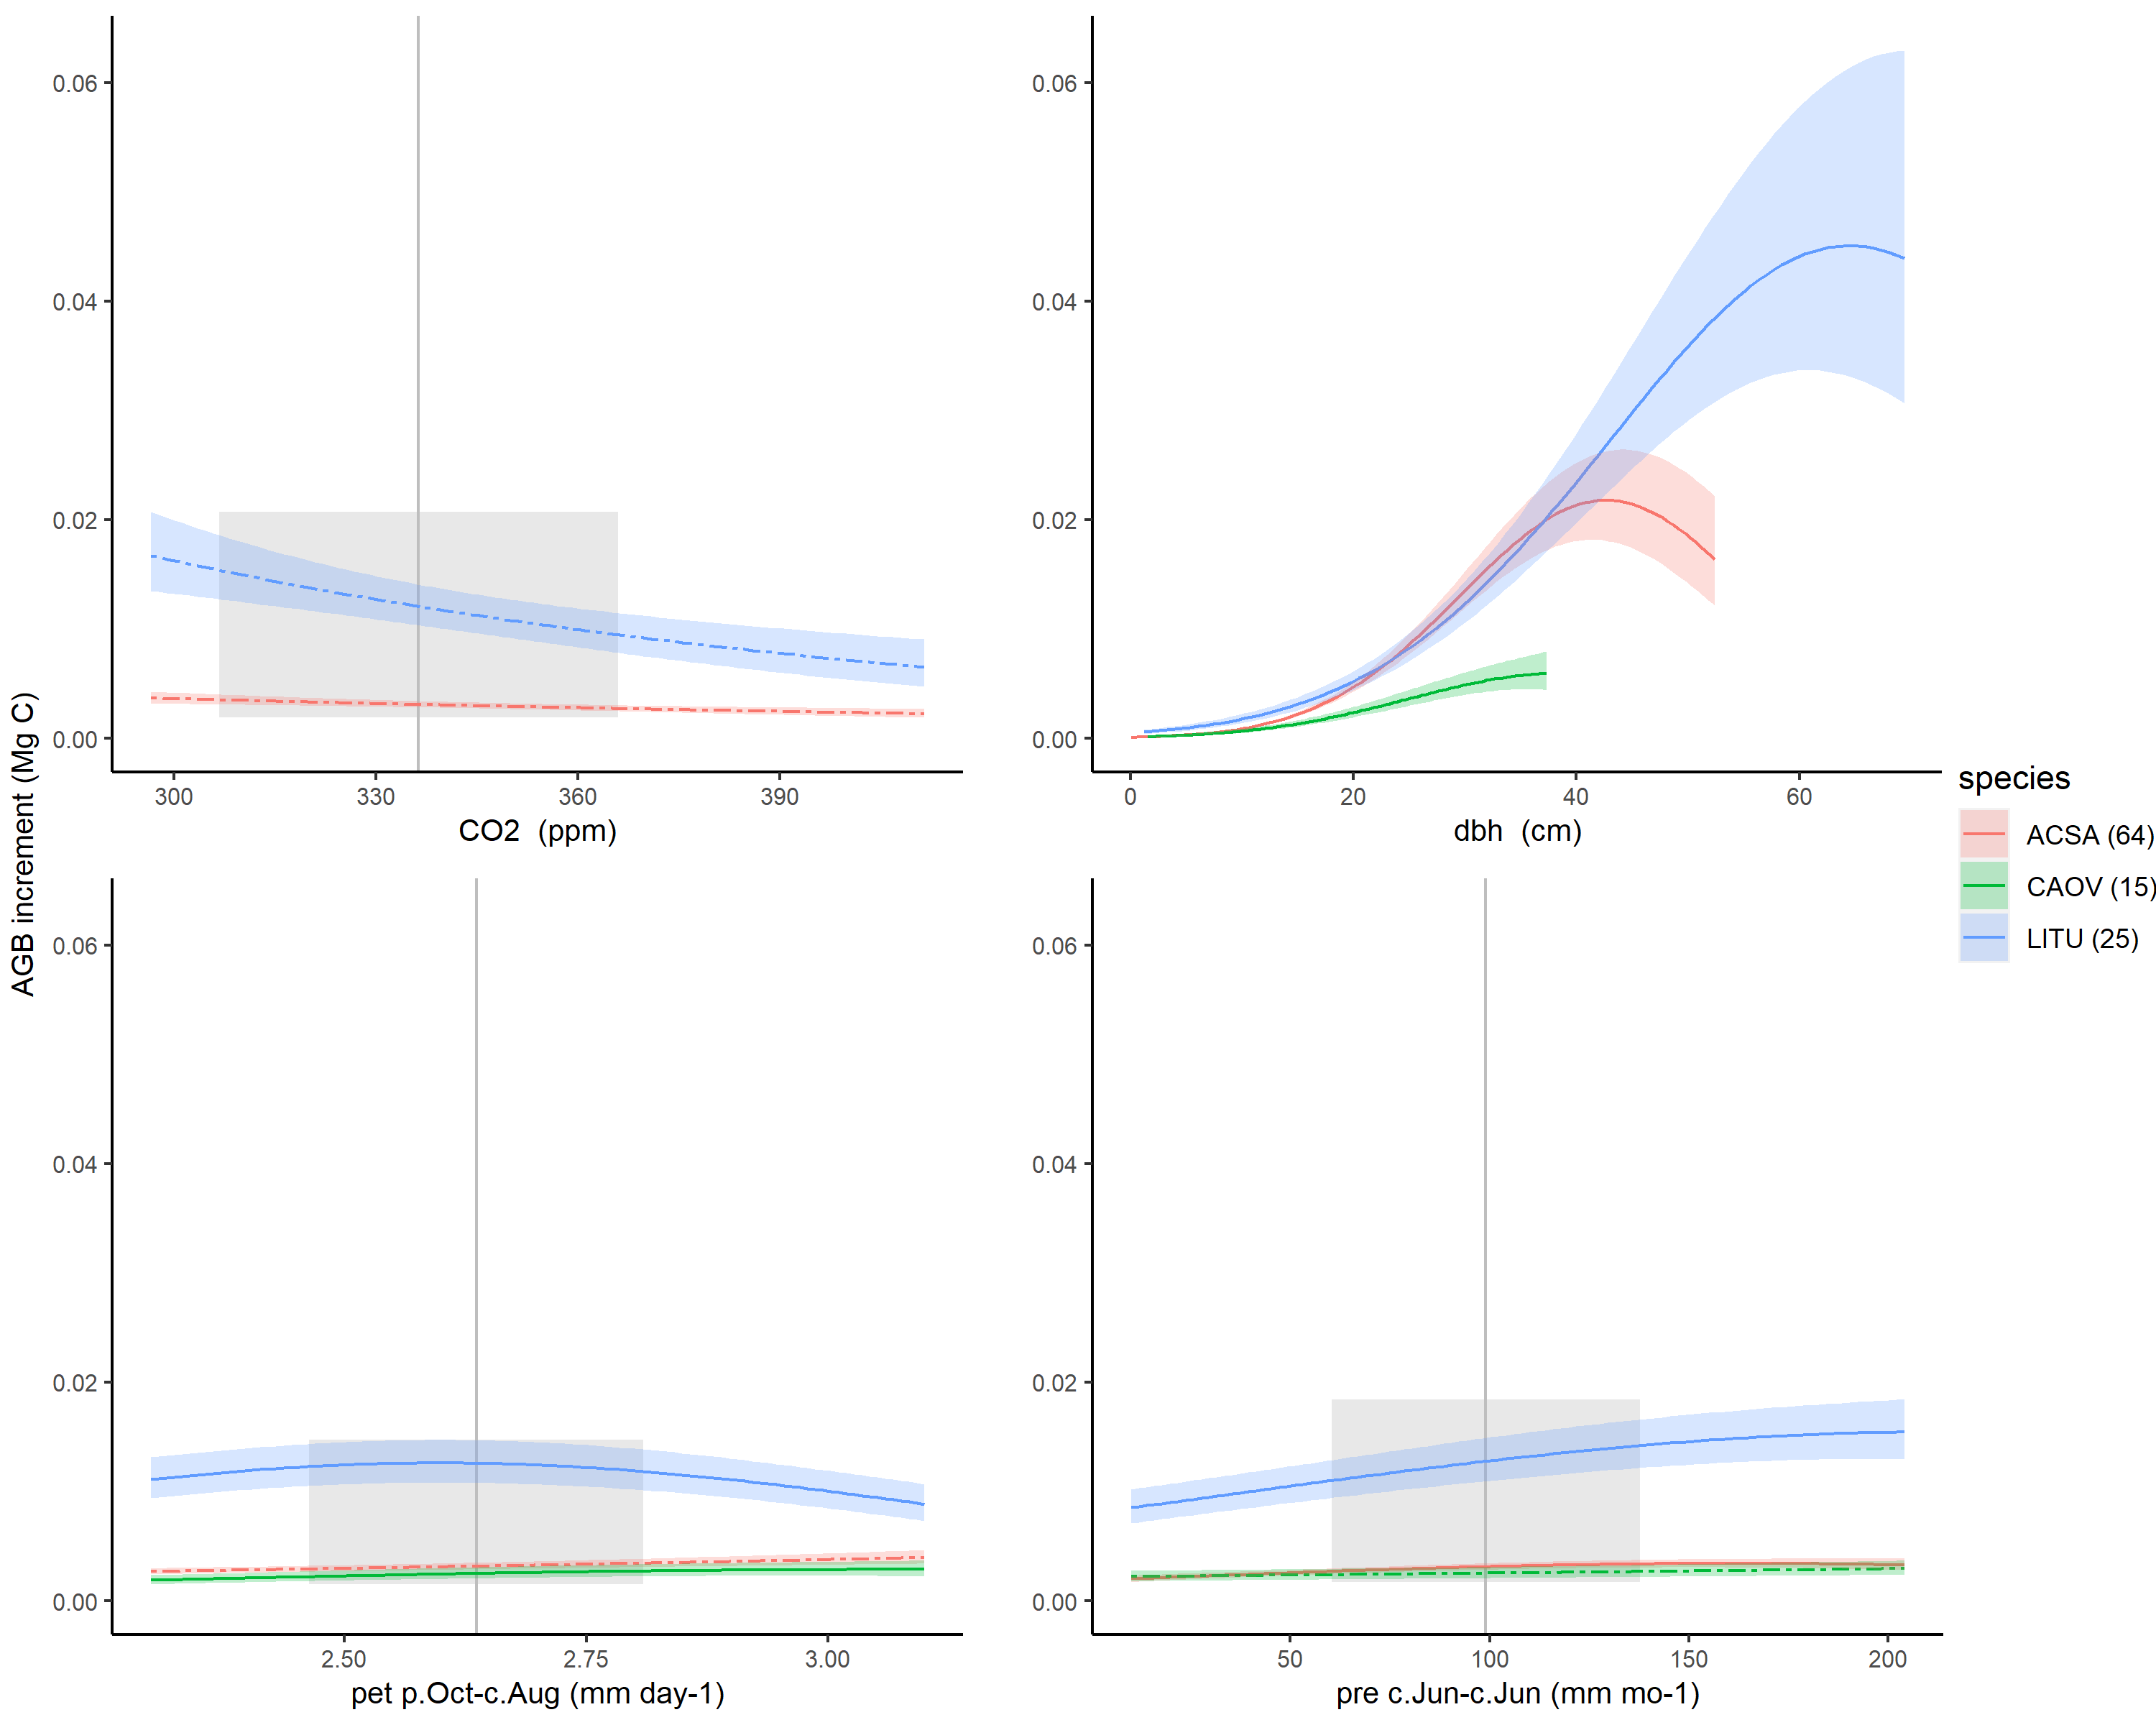 AGB increment (Mg C)
0.06
0.04
0.02
0.00
300 330 360 390
CO2 (ppm)
0.06
0.04
0.02
0.00
0 20 40 60
dbh (cm)
0.06
0.04
0.02
0.00
2.50 2.75 3.00
pet p.Oct-c.Aug (mm day-1)
0.06
0.04
0.02
0.00
50 100 150 200
pre c.Jun-c.Jun (mm mo-1)
species
ACSA (64)
CAOV (15)
LITU (25)